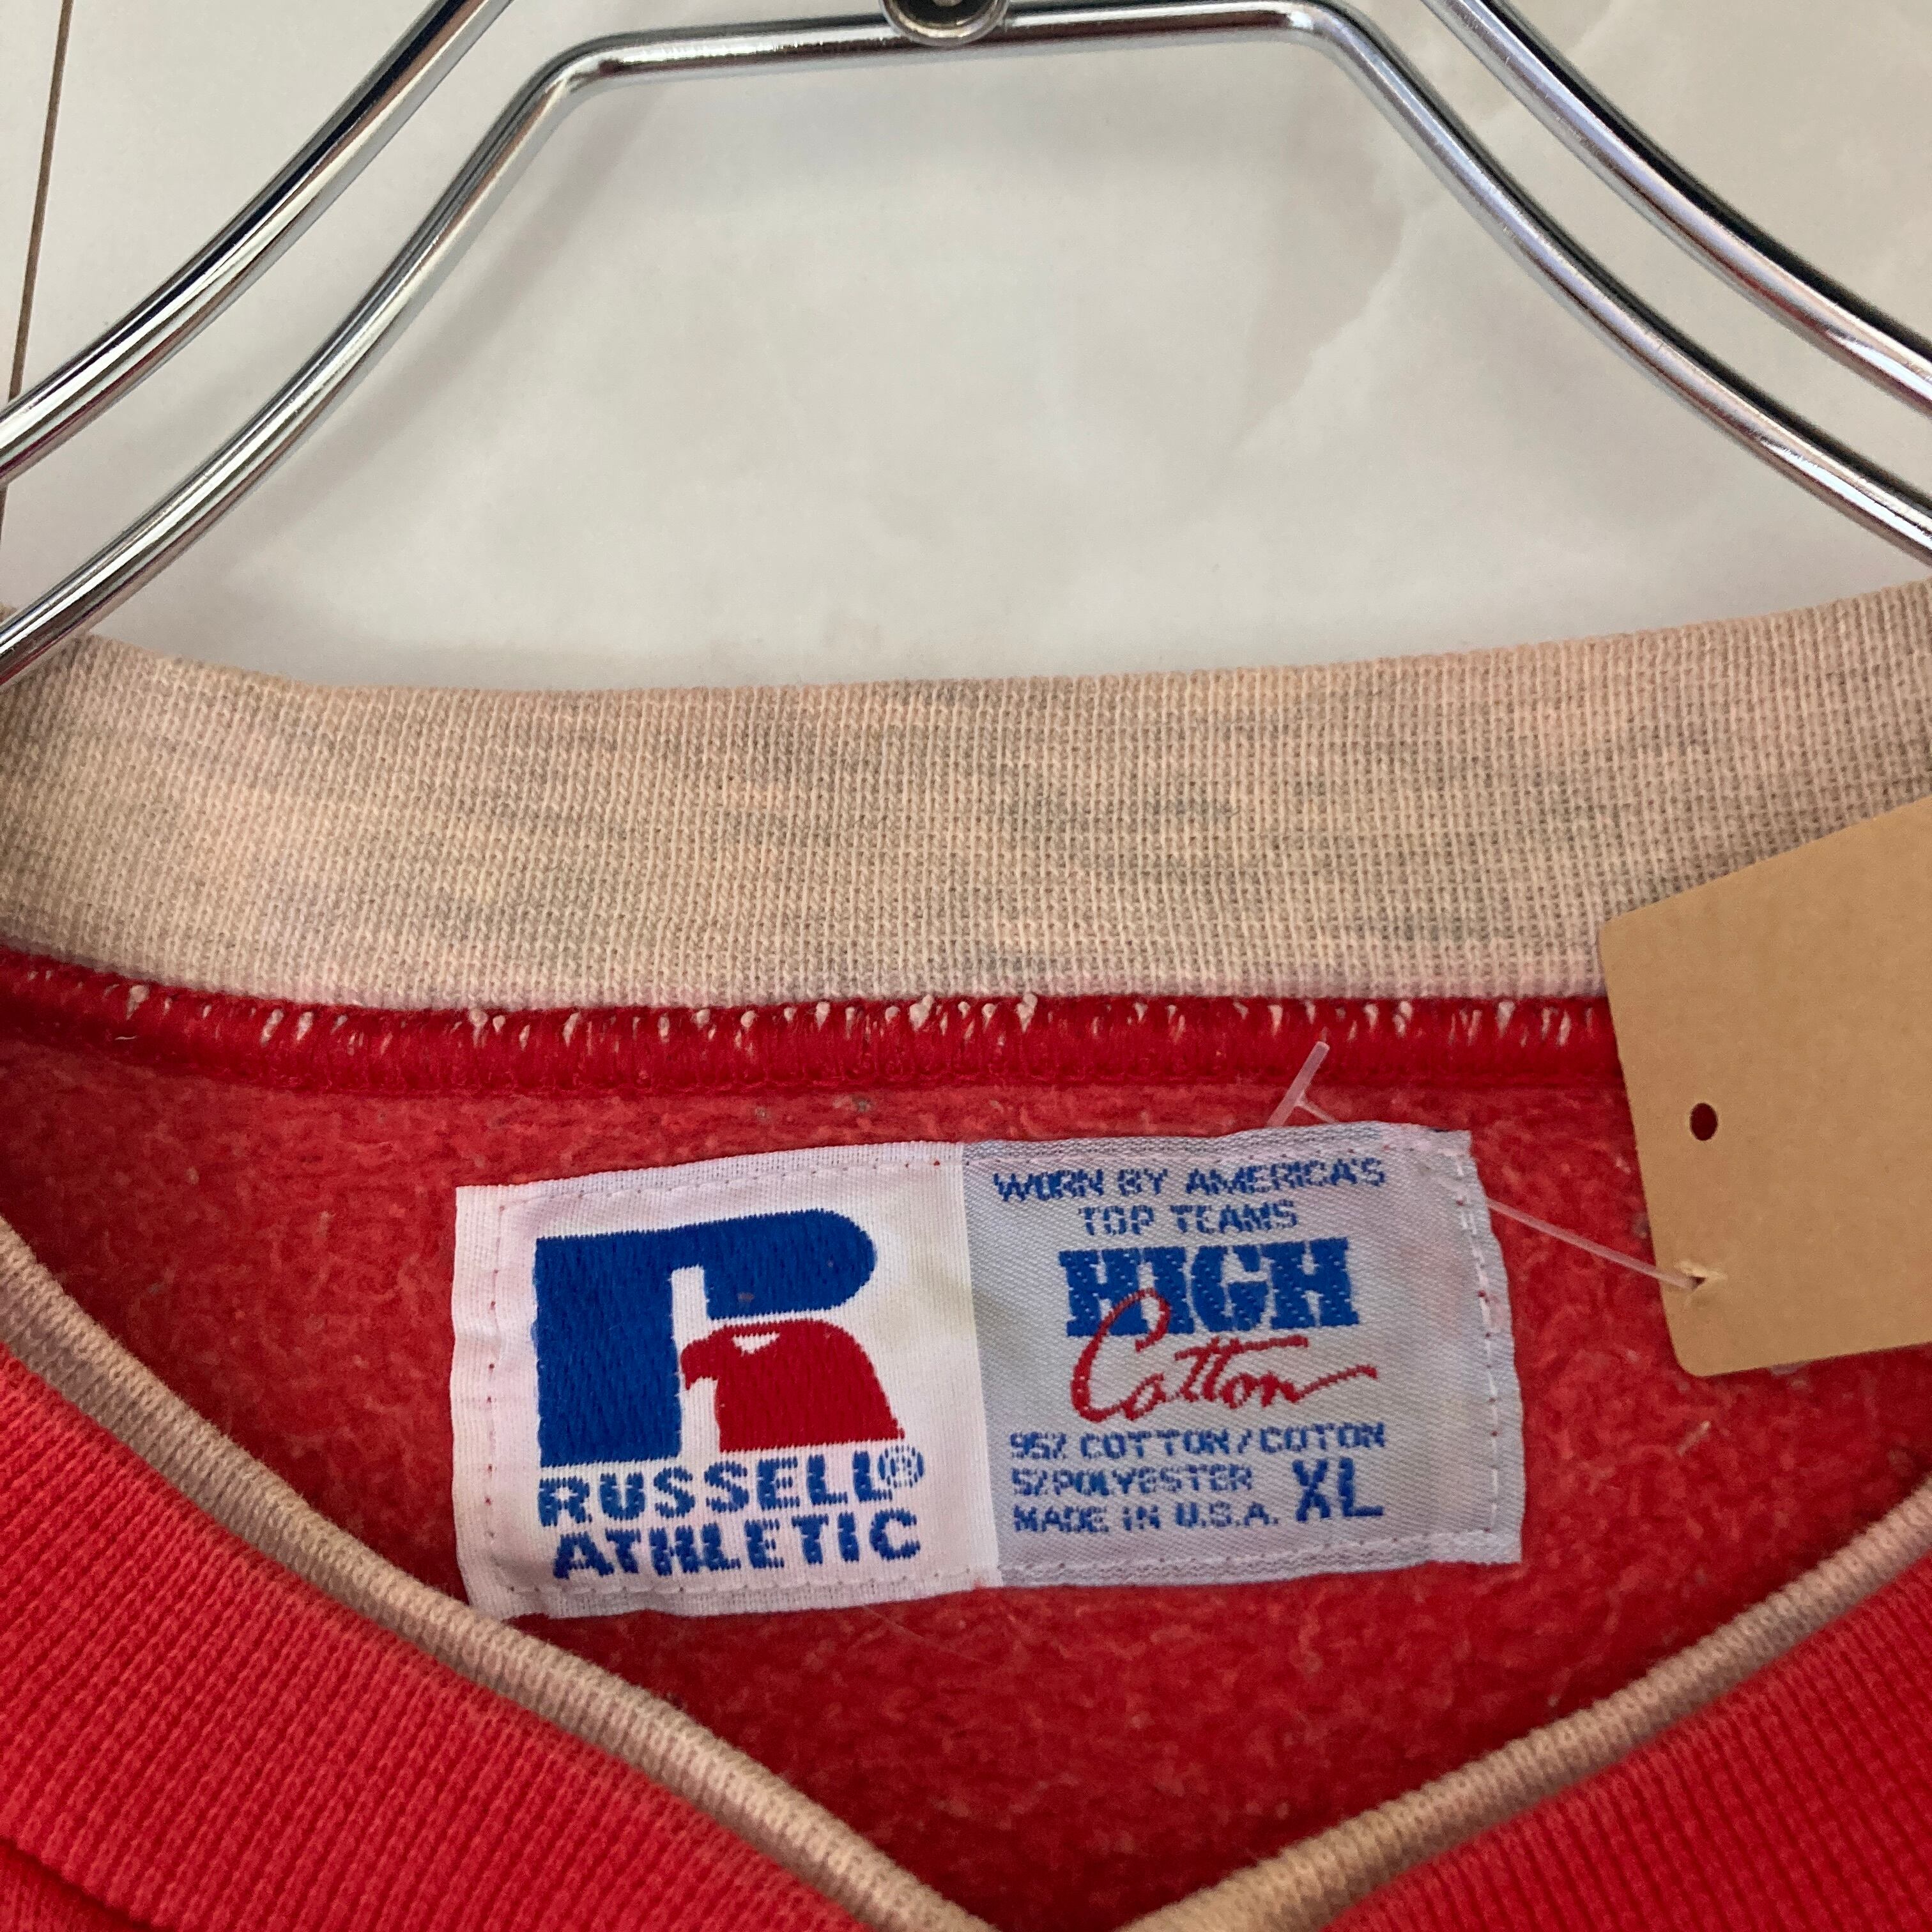 RUSSELL®
ATHLETIC
WORN BY AMERICA'S
TOP TEAMS
HIGH
Cotton
95% COTTON/COTON
5% POLYESTER
MADE IN U.S.A. XL